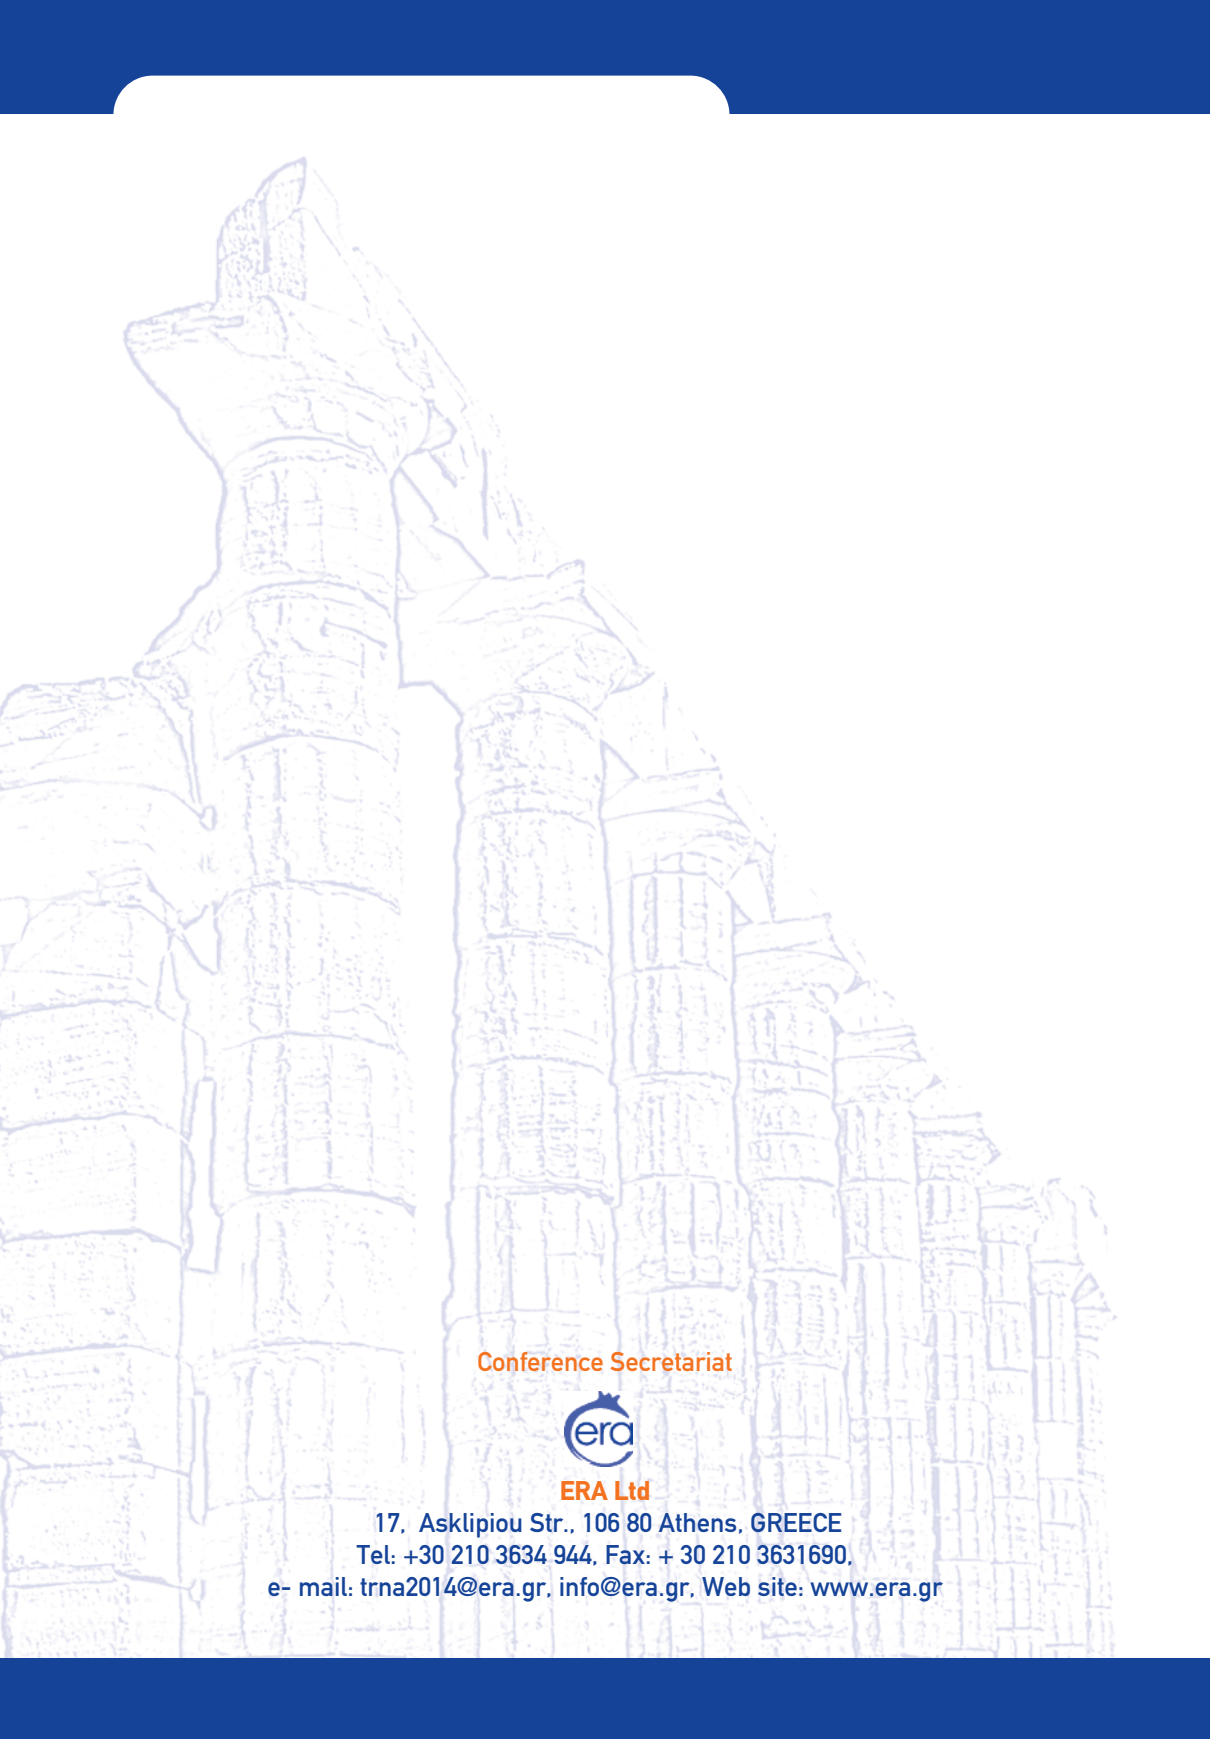 Conference Secretariat
era
ERA Ltd
17,  Asklipiou Str., 106 80 Athens, GREECE
Tel: +30 210 3634 944, Fax: + 30 210 3631690,
e- mail: trna2014@era.gr, info@era.gr, Web site: www.era.gr